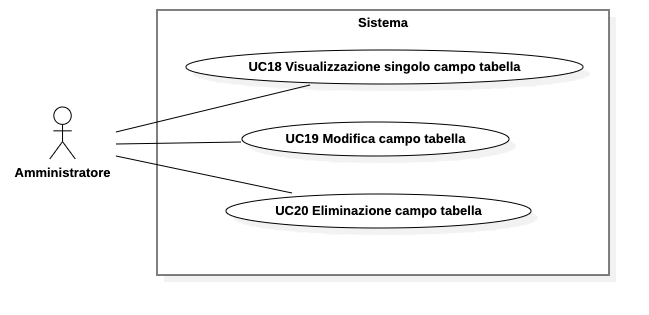 Sistema
UC18 Visualizzazione singolo campo tabella
UC19 Modifica campo tabella
Amministratore
UC20 Eliminazione campo tabella